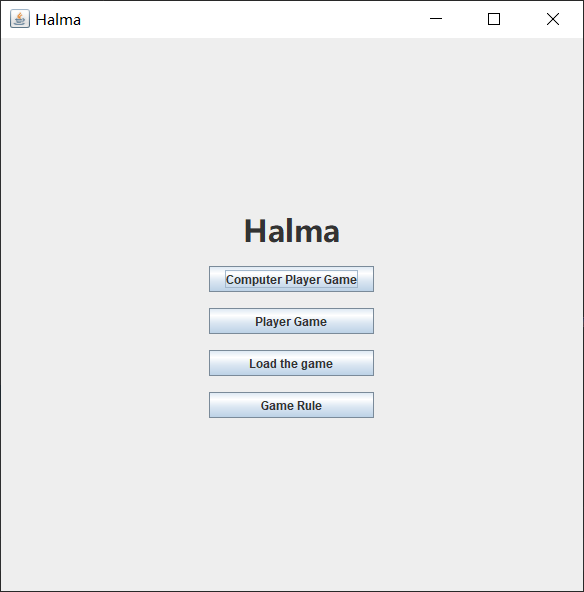 Halma
Halma
Computer Player Game
Player Game
Load the game
Game Rule